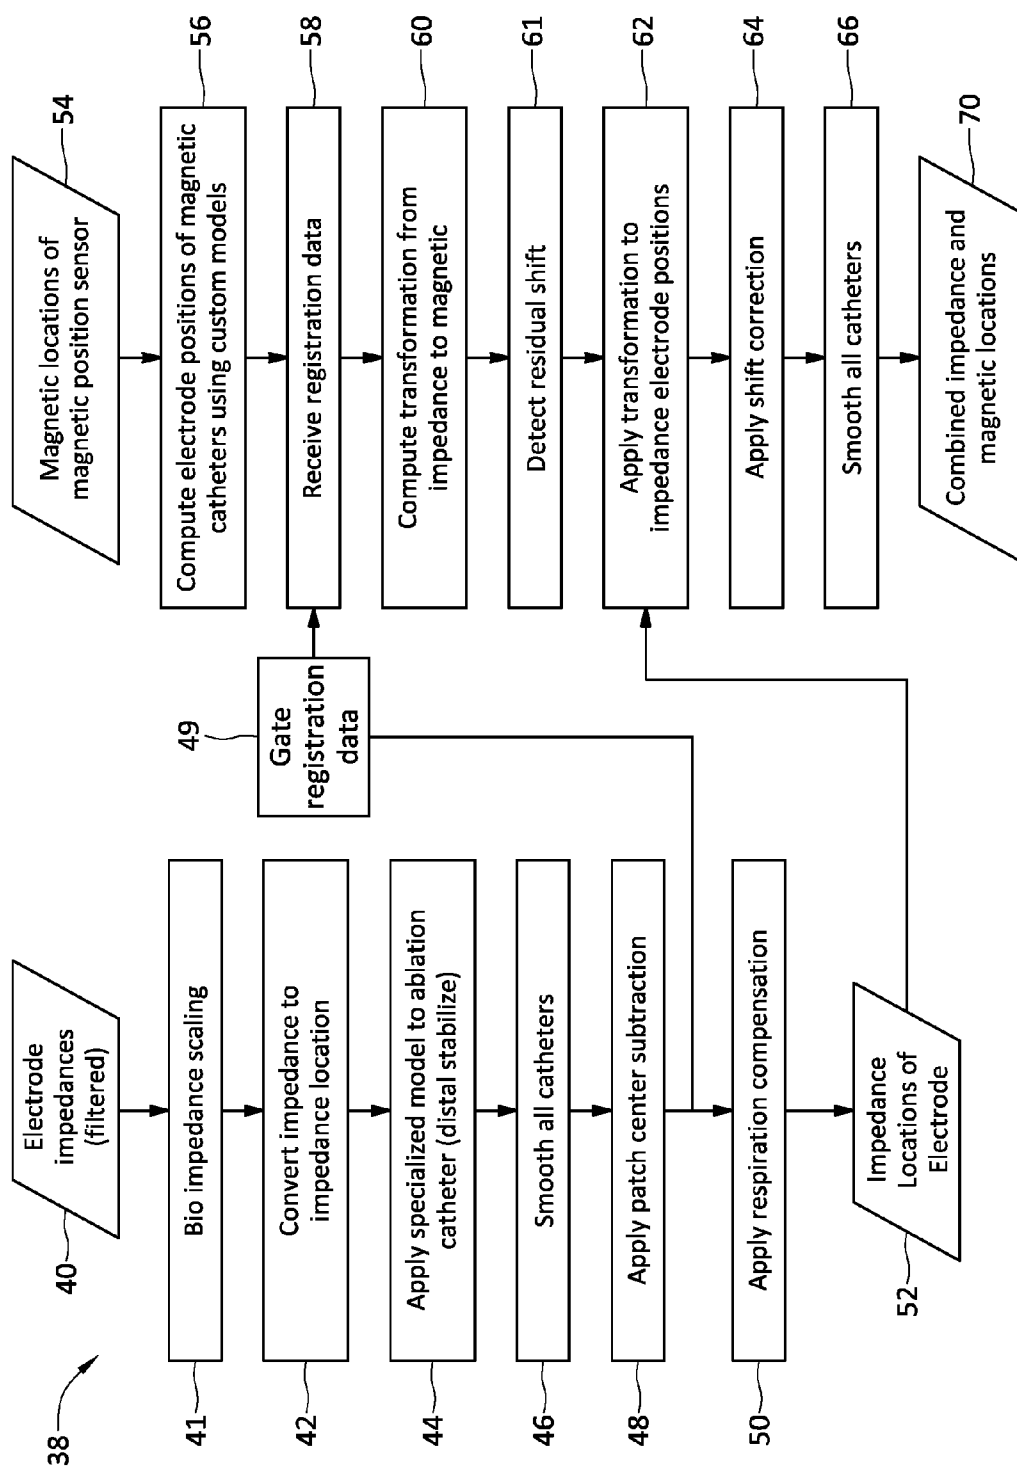 38
40
Electrode
impedances
(filtered)
41
Bio impedance scaling
42
Convert impedance to
impedance location
44
Apply specialized model to ablation
catheter (distal stabilize)
46
Smooth all catheters
48
Apply patch center subtraction
50
Apply respiration compensation
52
Impedance
Locations of
Electrode
49
Gate
registration
data
54
Magnetic locations of
magnetic position sensor
56
Compute electrode positions of magnetic
catheters using custom models
58
Receive registration data
60
Compute transformation from
impedance to magnetic
61
Detect residual shift
62
Apply transformation to
impedance electrode positions
64
Apply shift correction
66
Smooth all catheters
70
Combined impedance and
magnetic locations